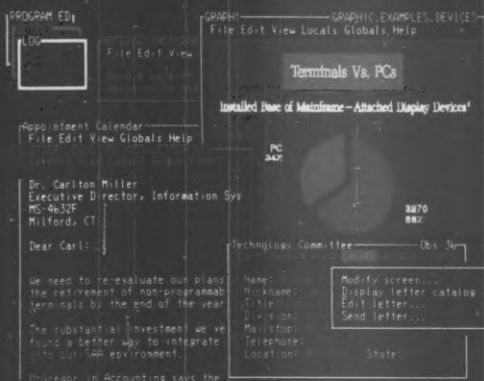 PROGRAM ED
LOG
File Edit View
GRAPH1
GRAPHIC.EXAMPLES.DEVICES
File Edit View Locals Globals Help
Terminals Vs. PCs
Installed Base of Mainframe-Attached Display Devices
PC
34%
3270
66%
Appointment Calendar
File Edit View Globals Help
Dr. Carlton Miller
Executive Director, Information Sys
MS-4632F
Milford, CT
Dear Carl:
We need to re-evaluate our plans
the retirement of non-programmab
terminals by the end of the year
The substantial investment we've
found a better way to integrate
into our SAA environment.
McGregor in Accounting says the
Technology Committee
Obs 36
Name:
Nickname:
Title:
Division:
Mailstop:
Telephone:
Location:
State:
Modify screen...
Display letter catalog
Edit letter...
Send letter...